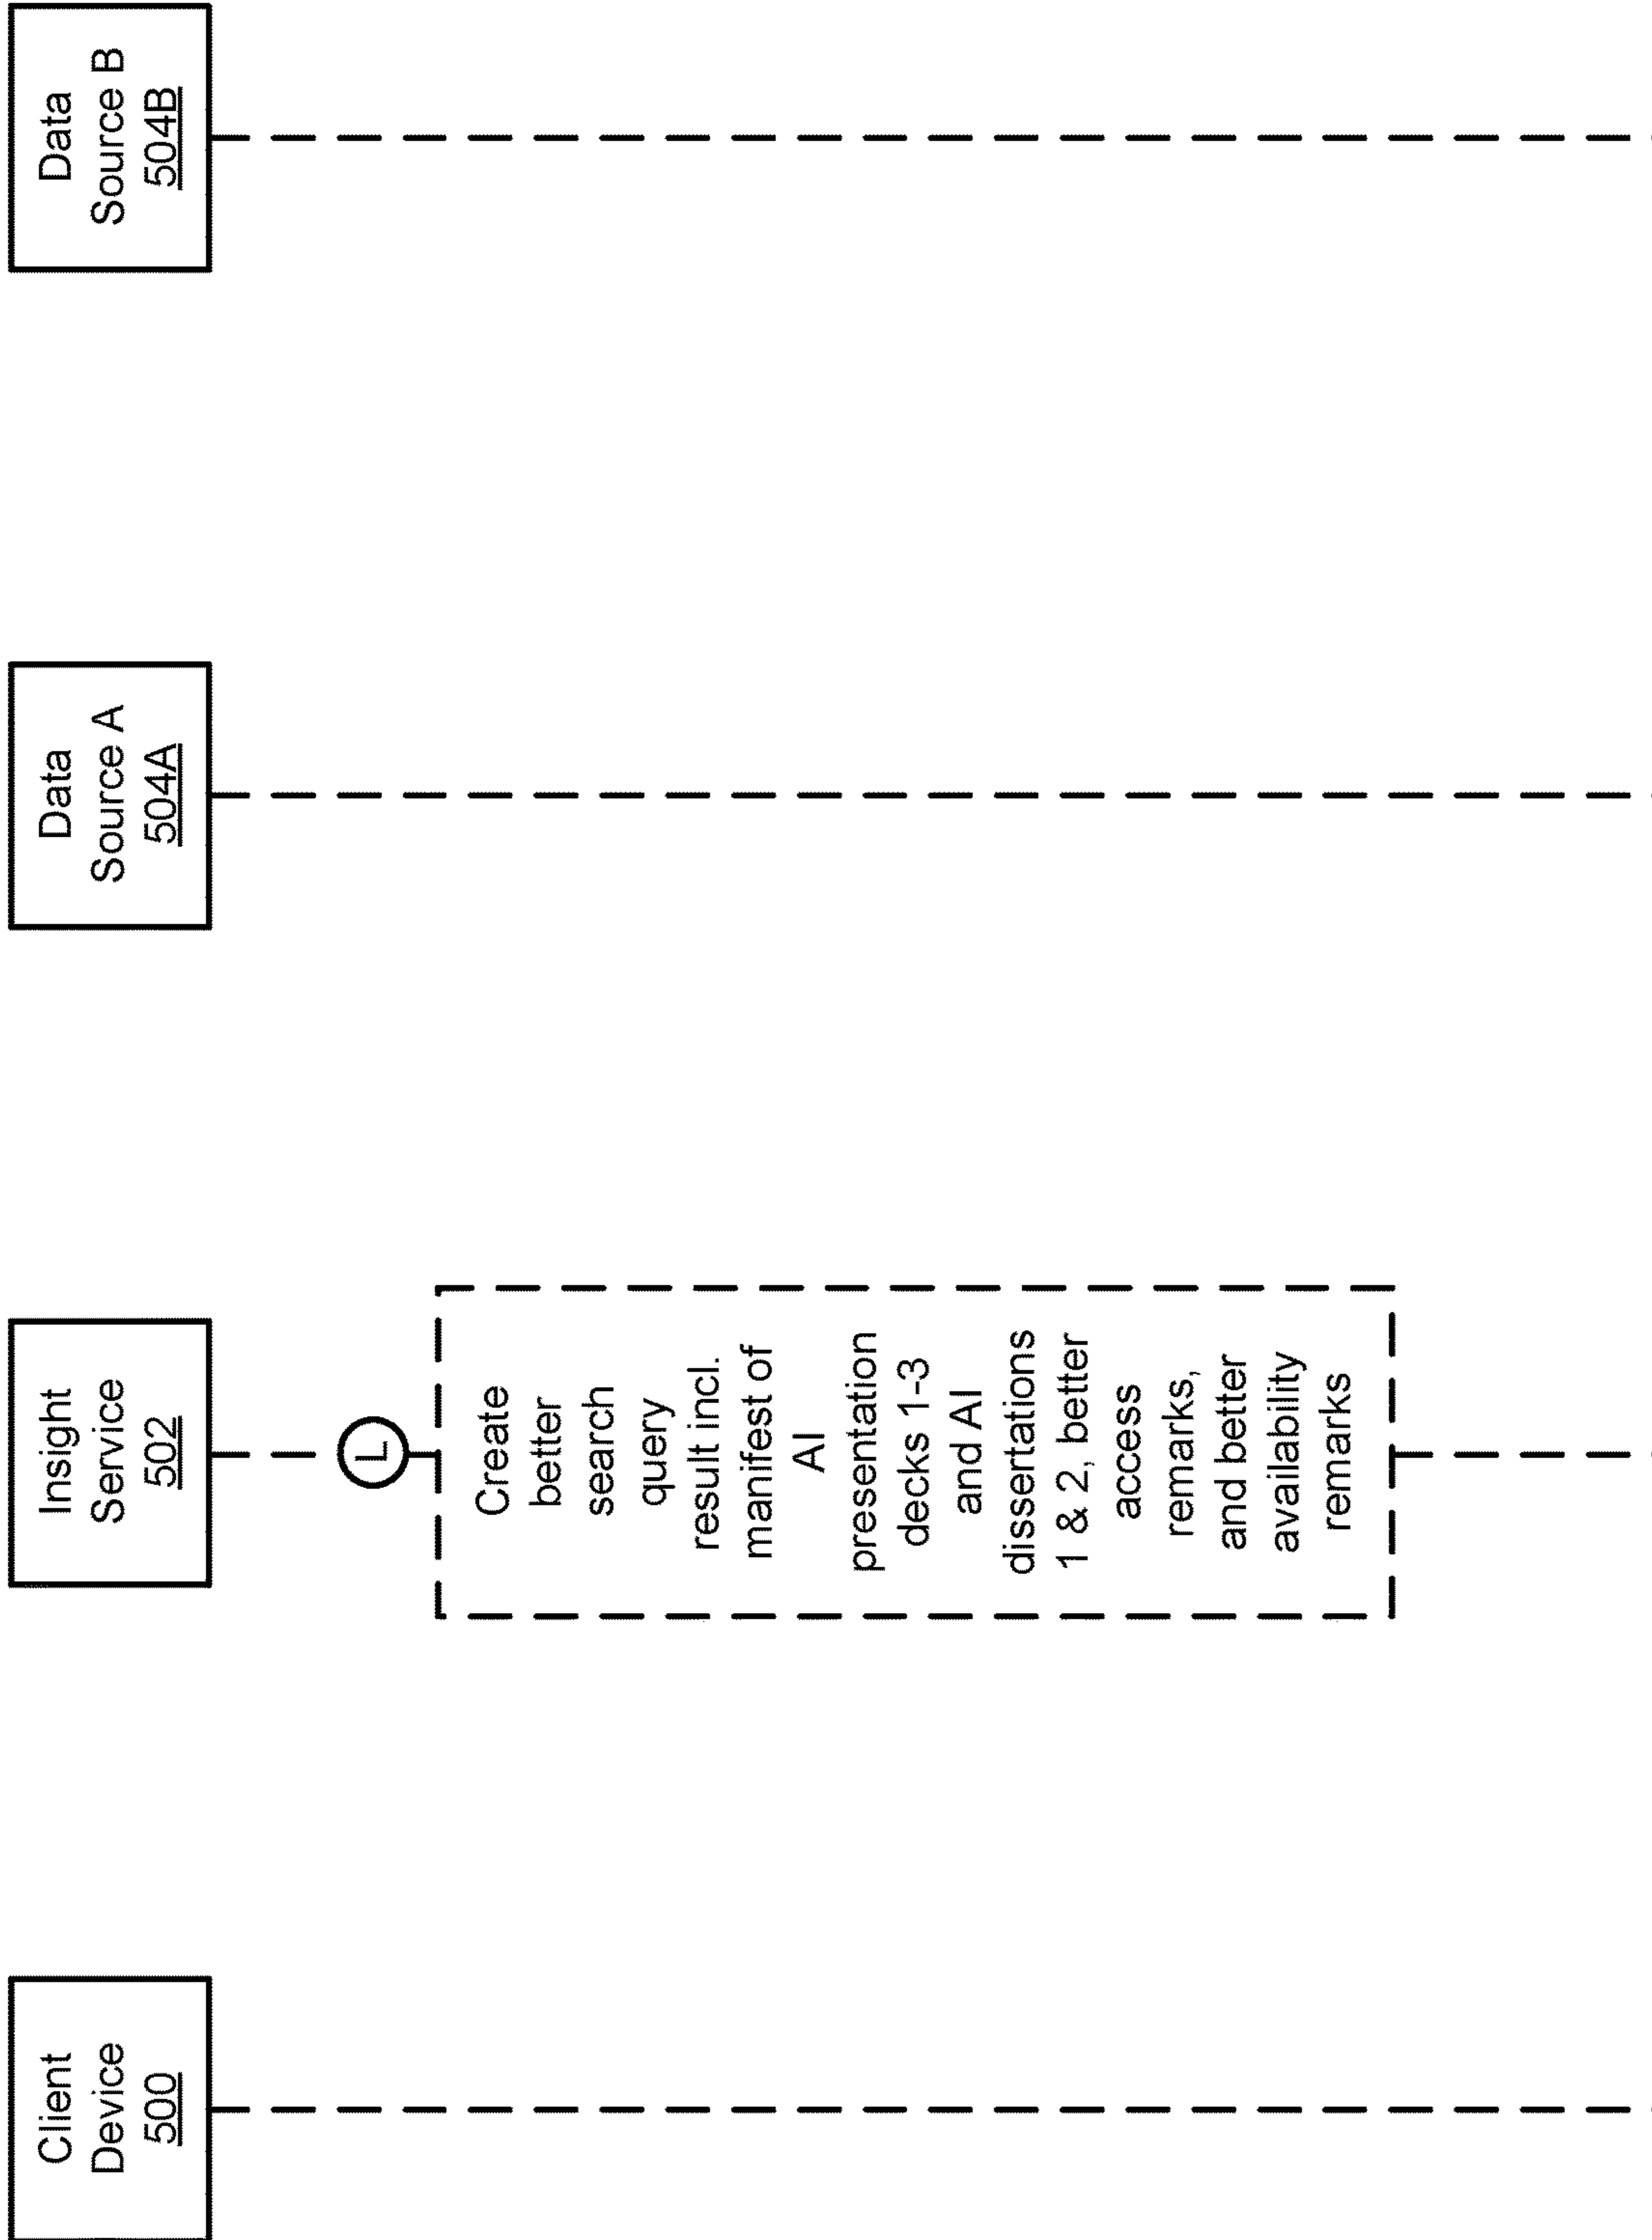 Client
Device
500
Insight
Service
502
Data
Source A
504A
Data
Source B
504B
L
Create
better
search
query
result incl.
manifest of
AI
presentation
decks 1-3
and AI
dissertations
1 & 2, better
access
remarks,
and better
availability
remarks